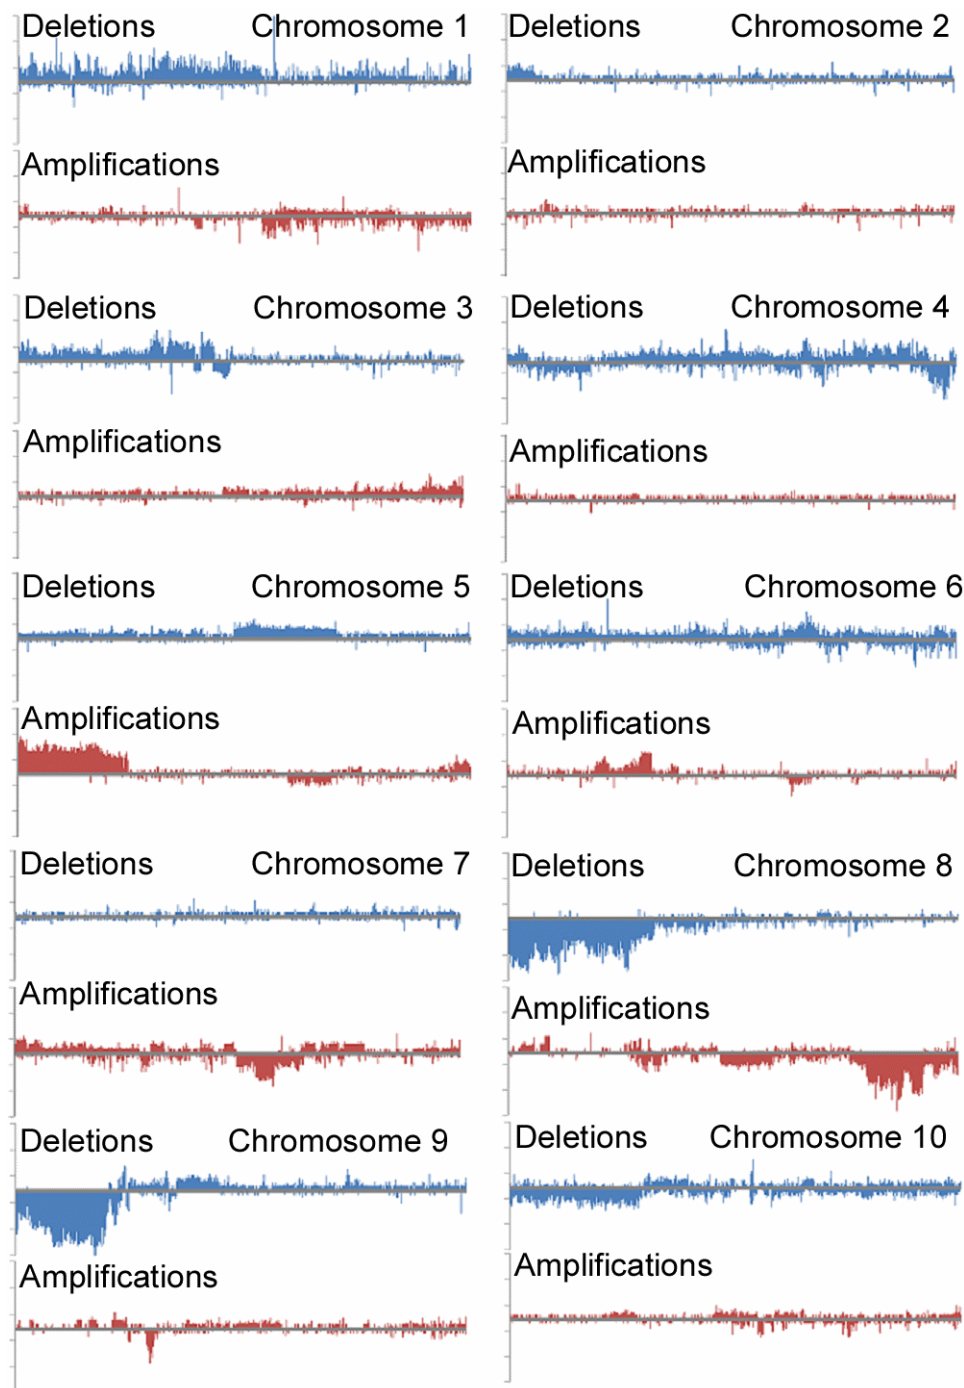 Deletions Chromosome 1
Amplifications
Deletions Chromosome 2
Amplifications
Deletions Chromosome 3
Amplifications
Deletions Chromosome 4
Amplifications
Deletions Chromosome 5
Amplifications
Deletions Chromosome 6
Amplifications
Deletions Chromosome 7
Amplifications
Deletions Chromosome 8
Amplifications
Deletions Chromosome 9
Amplifications
Deletions Chromosome 10
Amplifications